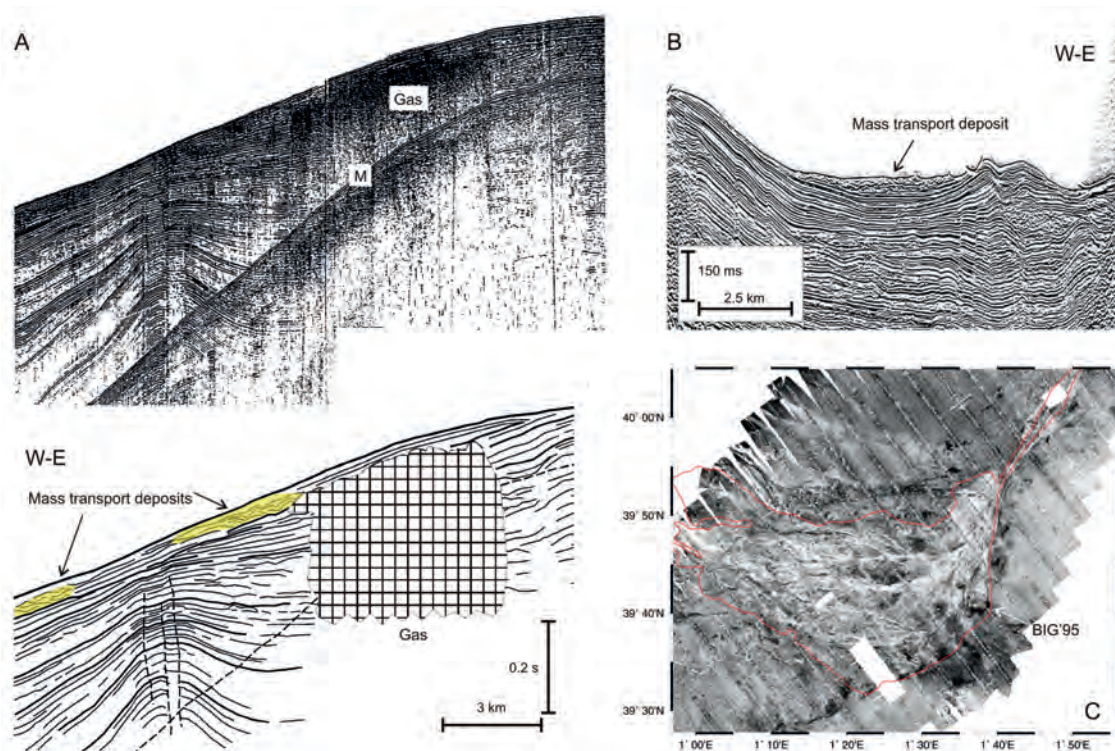 A
Gas
M
B
W-E
Mass transport deposit
150 ms
2.5 km
W-E
Mass transport deposits
Gas
0.2 s
3 km
40° 00'N
39° 50'N
39° 40'N
39° 30'N
BIG'95
C
1° 00'E
1° 10'E
1° 20'E
1° 30'E
1° 40'E
1° 50'E